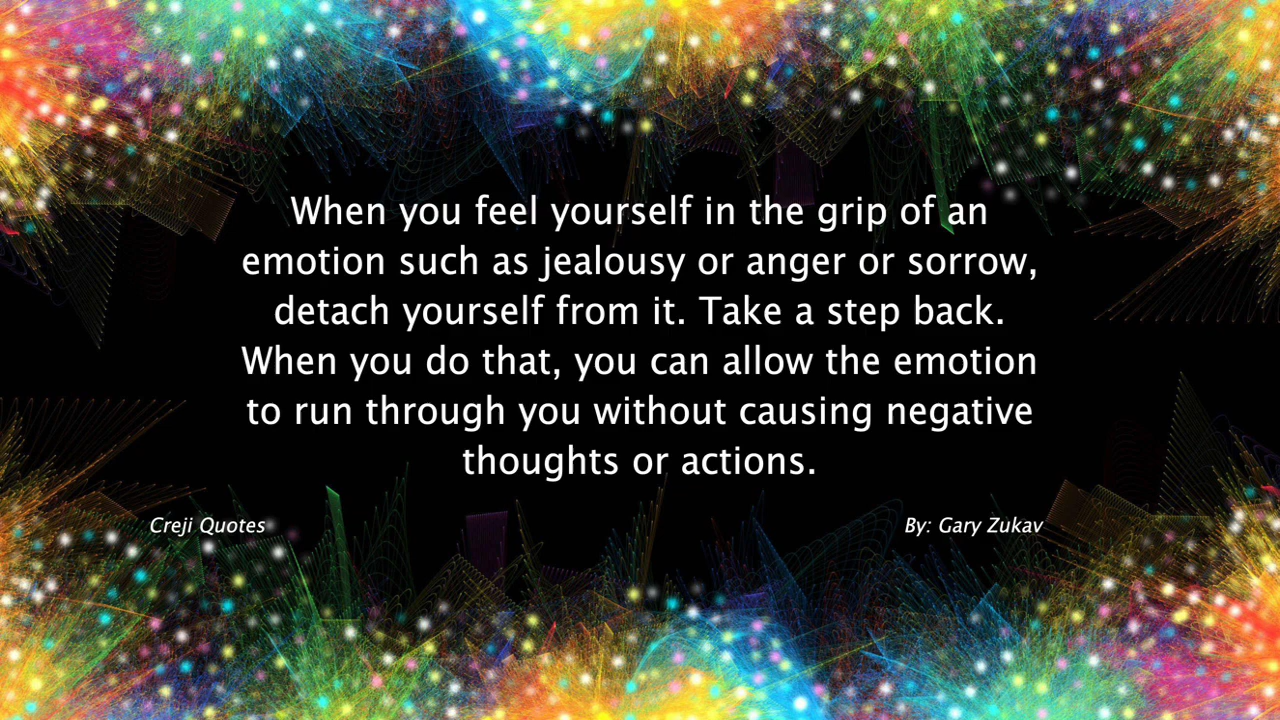 When you feel yourself in the grip of an
emotion such as jealousy or anger or sorrow,
detach yourself from it. Take a step back.
When you do that, you can allow the emotion
to run through you without causing negative
thoughts or actions.
Creji Quotes
By: Gary Zukav